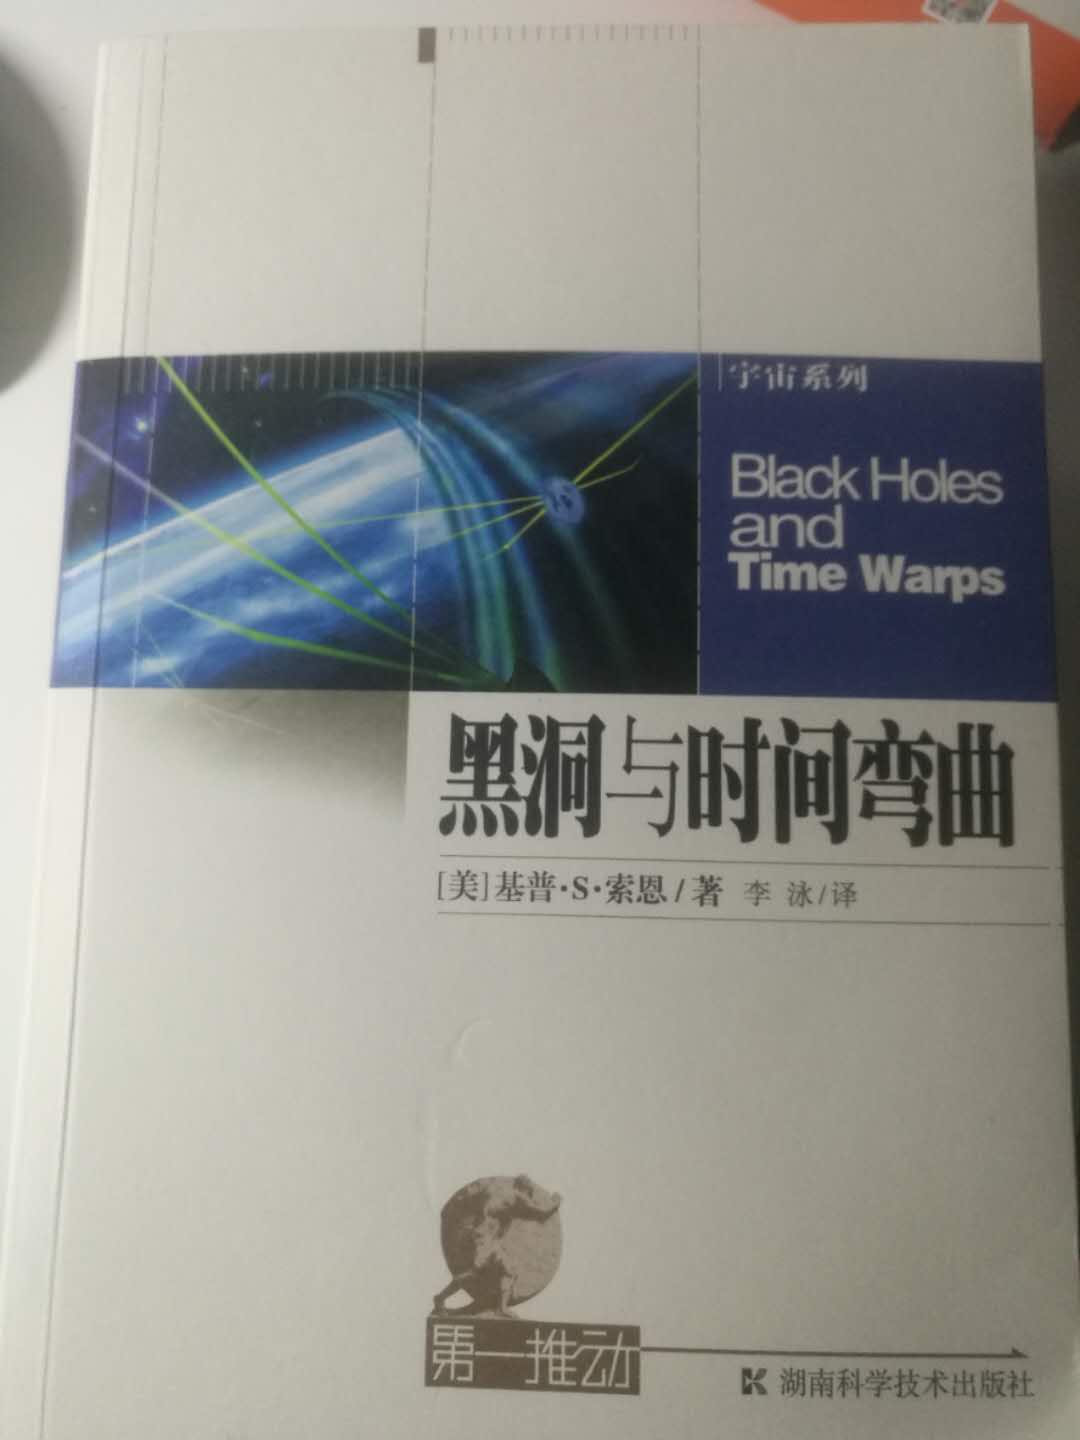 宇宙系列
Black Holes
and
Time Warps
黑洞与时间弯曲
[美]基普·S·索恩/著 李 泳/译
第一推动
湖南科学技术出版社